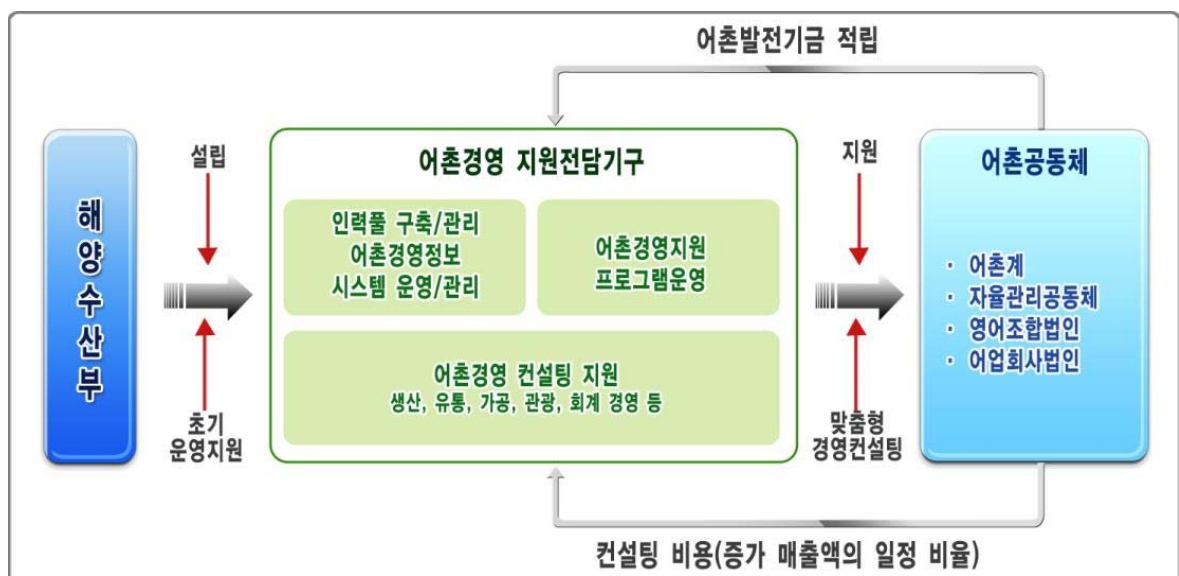 어촌발전기금 적립
해양수산부
설립
초기
운영지원
어촌경영 지원전담기구
인력풀 구축/관리
어촌경영정보
시스템 운영/관리
어촌경영지원
프로그램운영
어촌경영 컨설팅 지원
생산, 유통, 가공, 관광, 회계 경영 등
지원
맞춤형
경영컨설팅
어촌공동체
· 어촌계
· 자율관리공동체
· 영어조합법인
· 어업회사법인
컨설팅 비용(증가 매출액의 일정 비율)